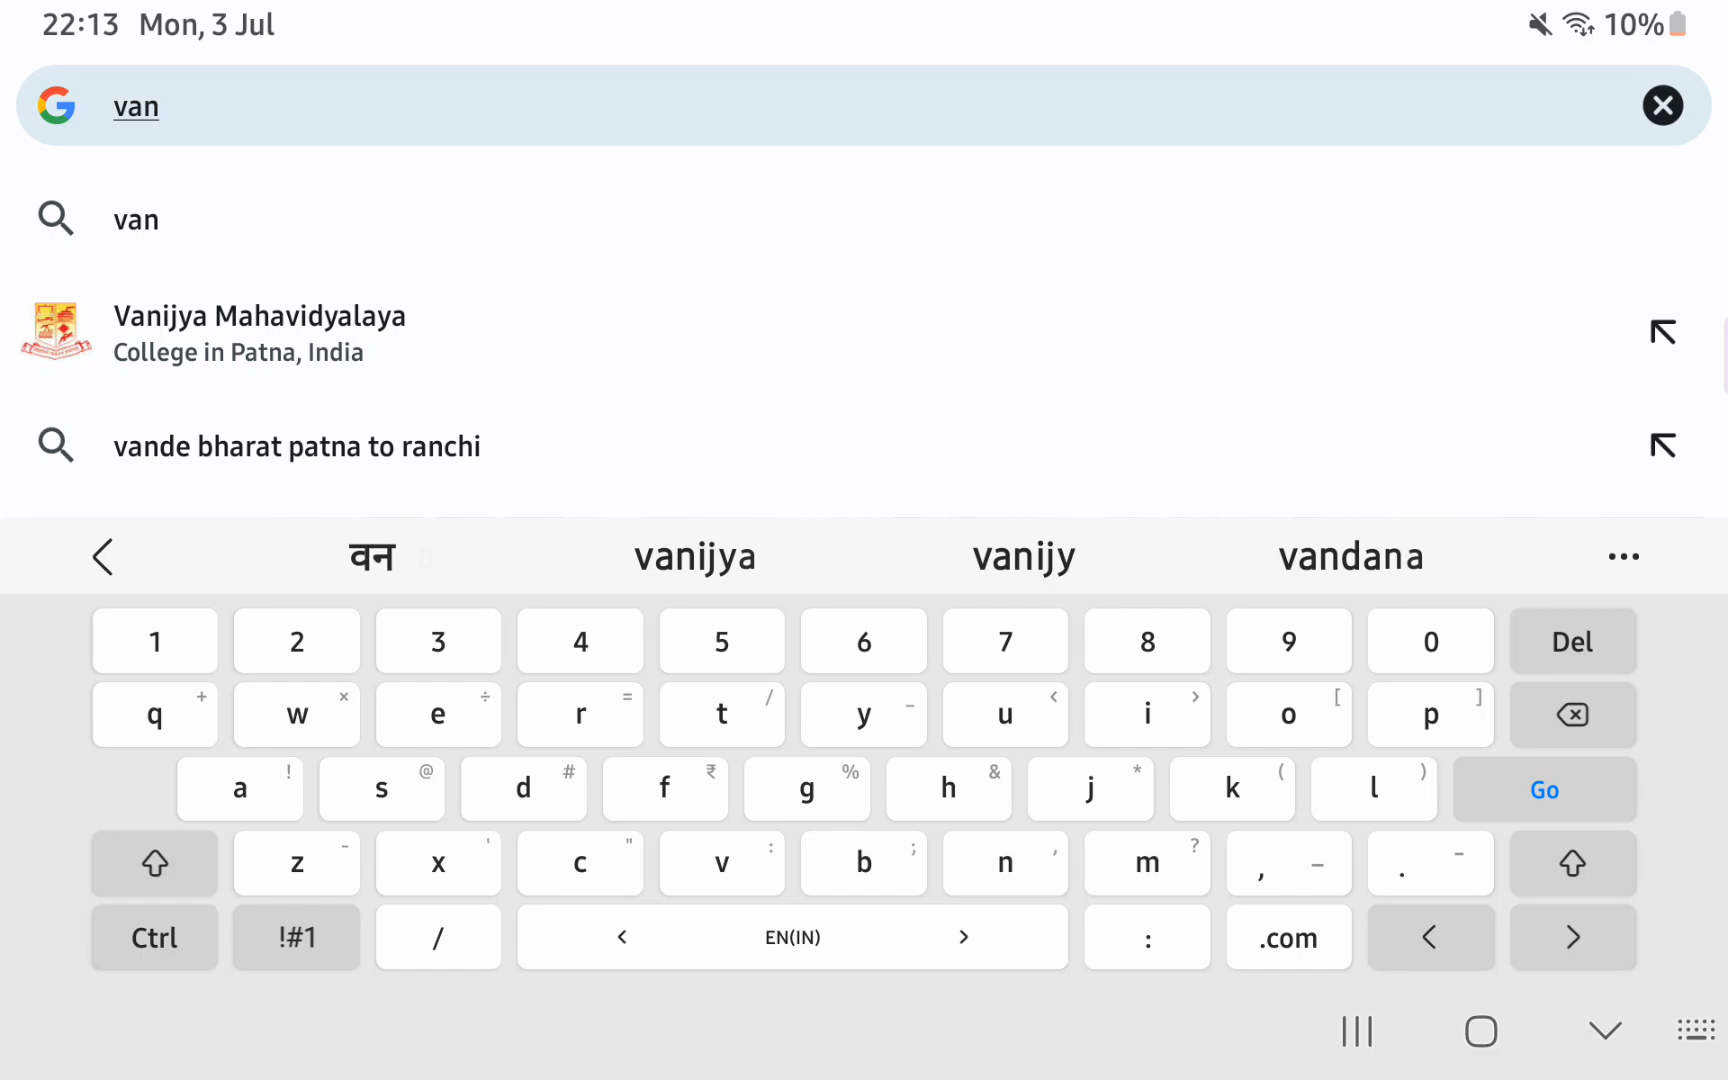 22:13 Mon, 3 Jul 10%
van
van
Vanijya Mahavidyalaya
College in Patna, India
vande bharat patna to ranchi
वन vanijya vanijy vandana ...
1 2 3 4 5 6 7 8 9 0 Del
q + w × e ÷ r = t / y _ u < i > o [ p ]
a ! s @ d # f ₹ g % h & j * k ( l ) Go
z - x ' c " v : b ; n , m ? , _ . -
Ctrl !#1 / < EN(IN) > : .com < >